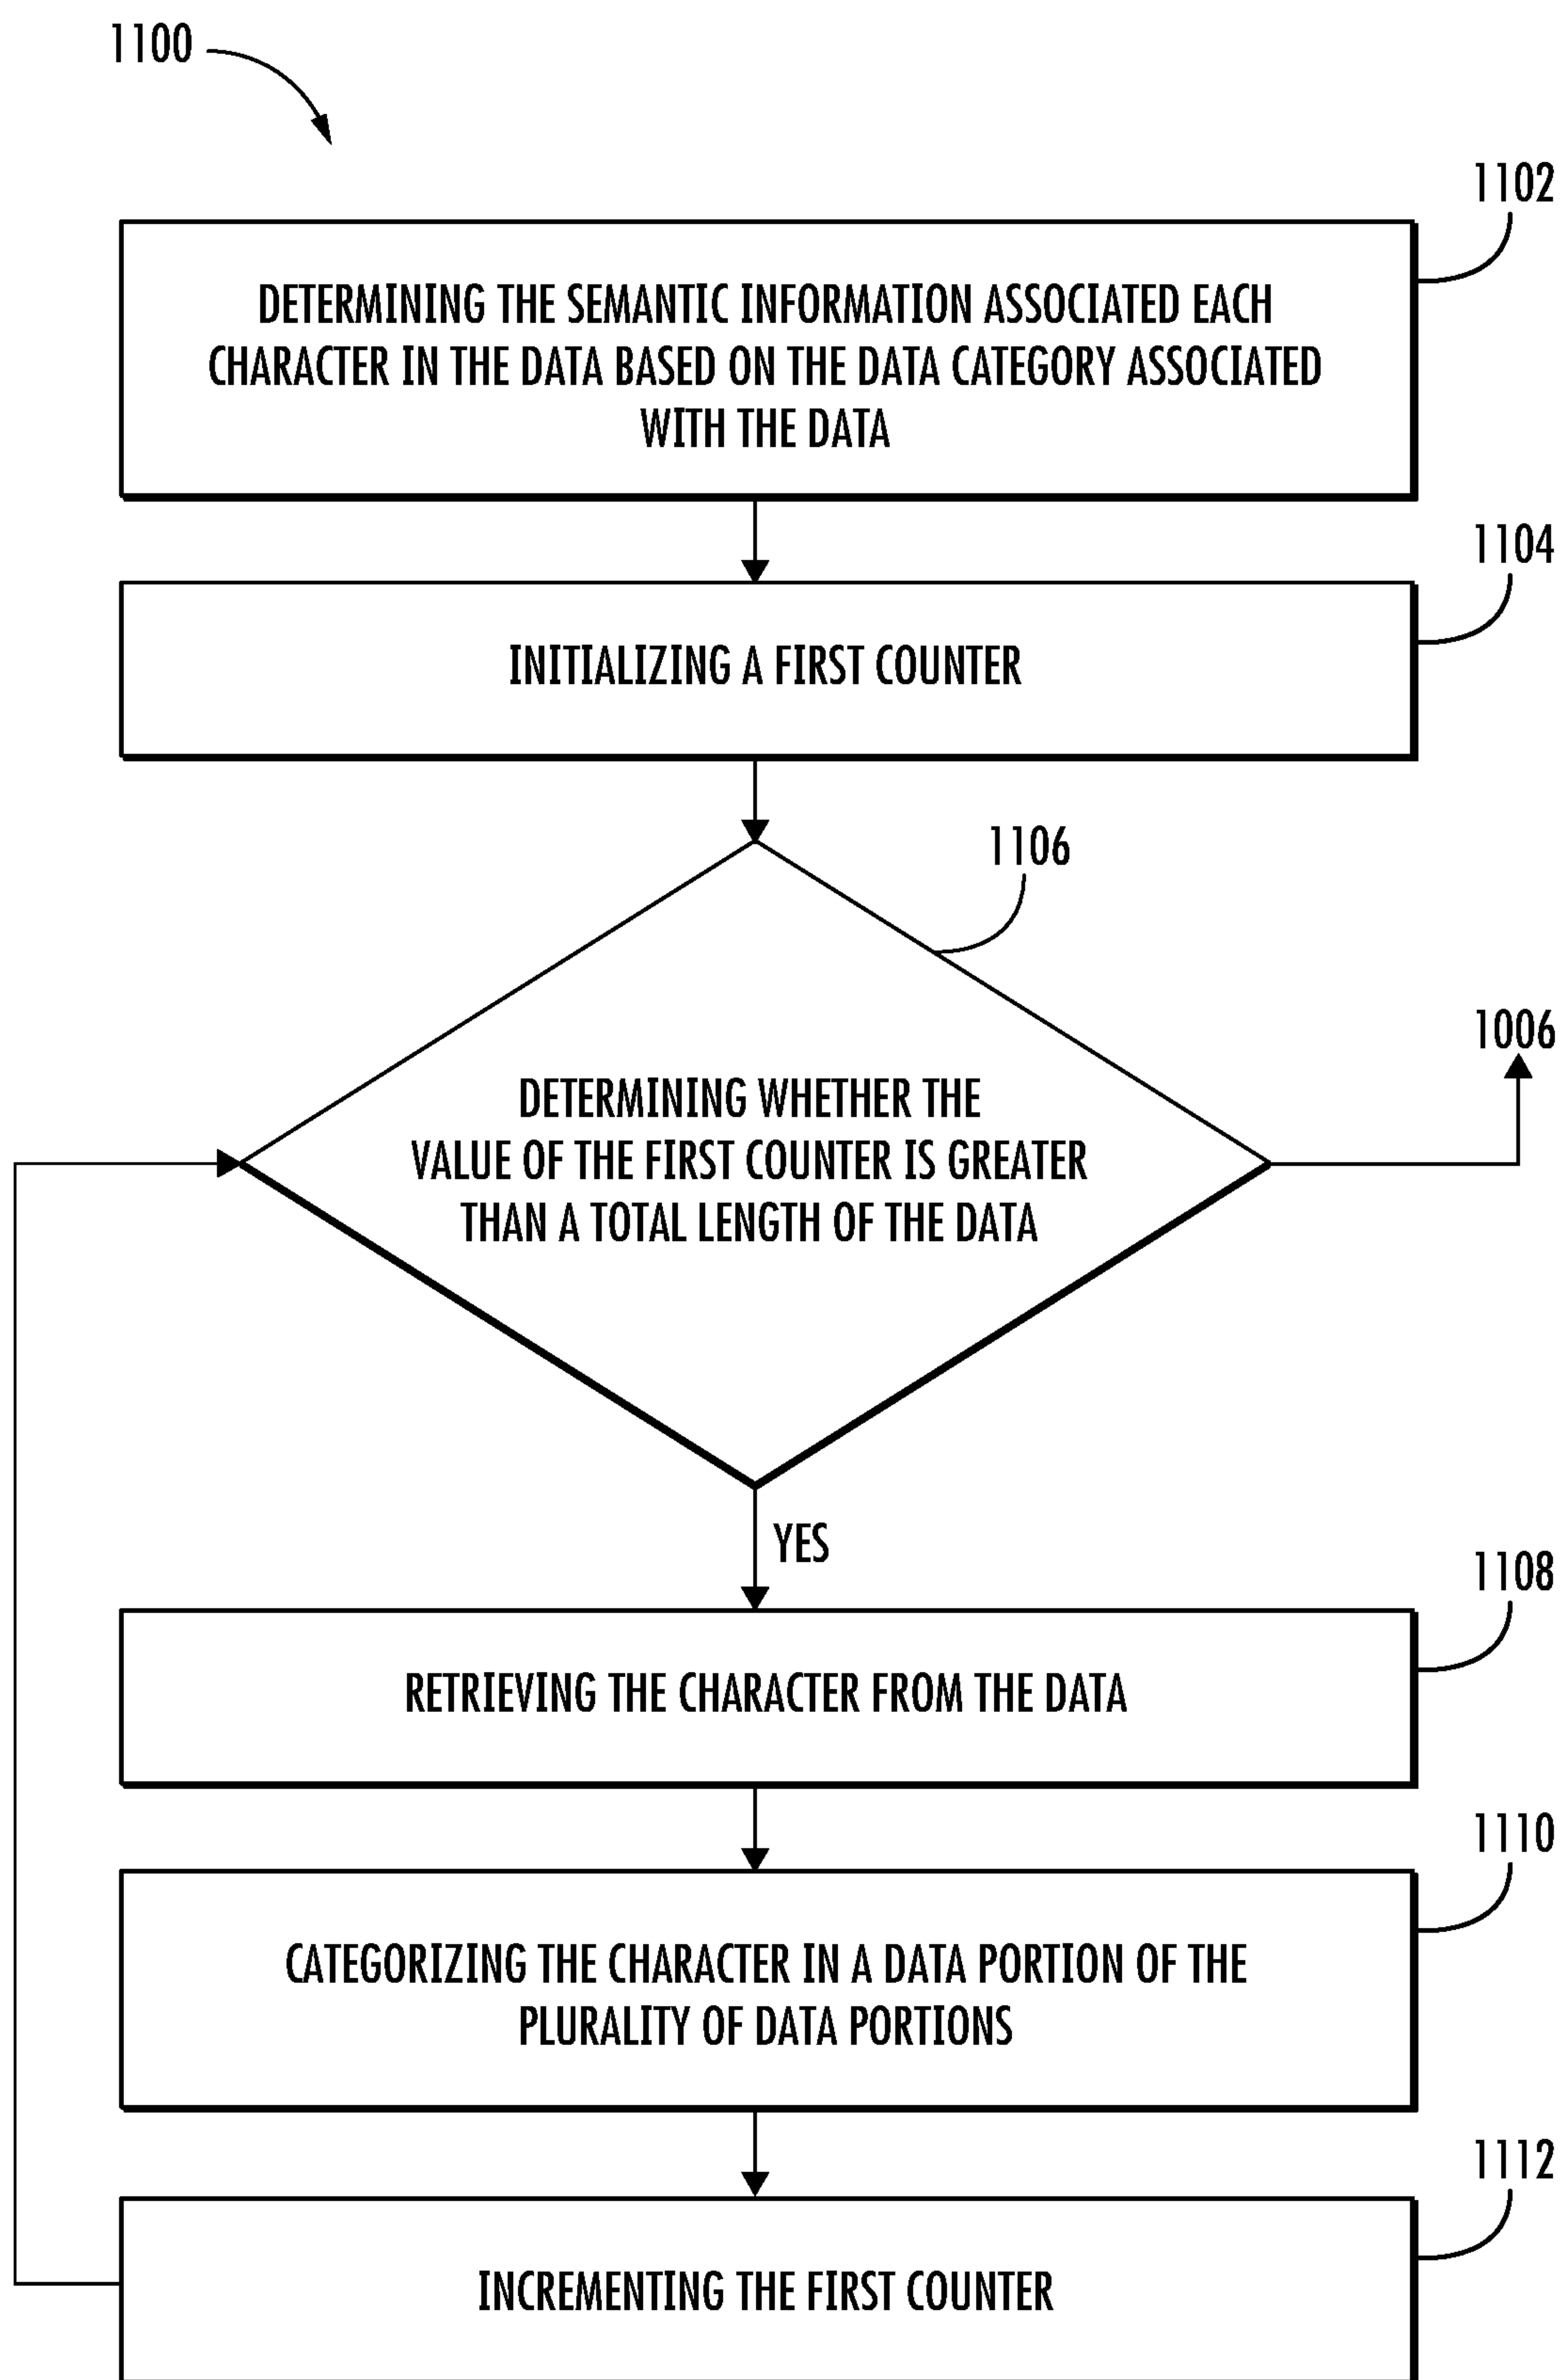 1100
1102
DETERMINING THE SEMANTIC INFORMATION ASSOCIATED EACH
CHARACTER IN THE DATA BASED ON THE DATA CATEGORY ASSOCIATED
WITH THE DATA
1104
INITIALIZING A FIRST COUNTER
1106
1006
DETERMINING WHETHER THE
VALUE OF THE FIRST COUNTER IS GREATER
THAN A TOTAL LENGTH OF THE DATA
YES
1108
RETRIEVING THE CHARACTER FROM THE DATA
1110
CATEGORIZING THE CHARACTER IN A DATA PORTION OF THE
PLURALITY OF DATA PORTIONS
1112
INCREMENTING THE FIRST COUNTER